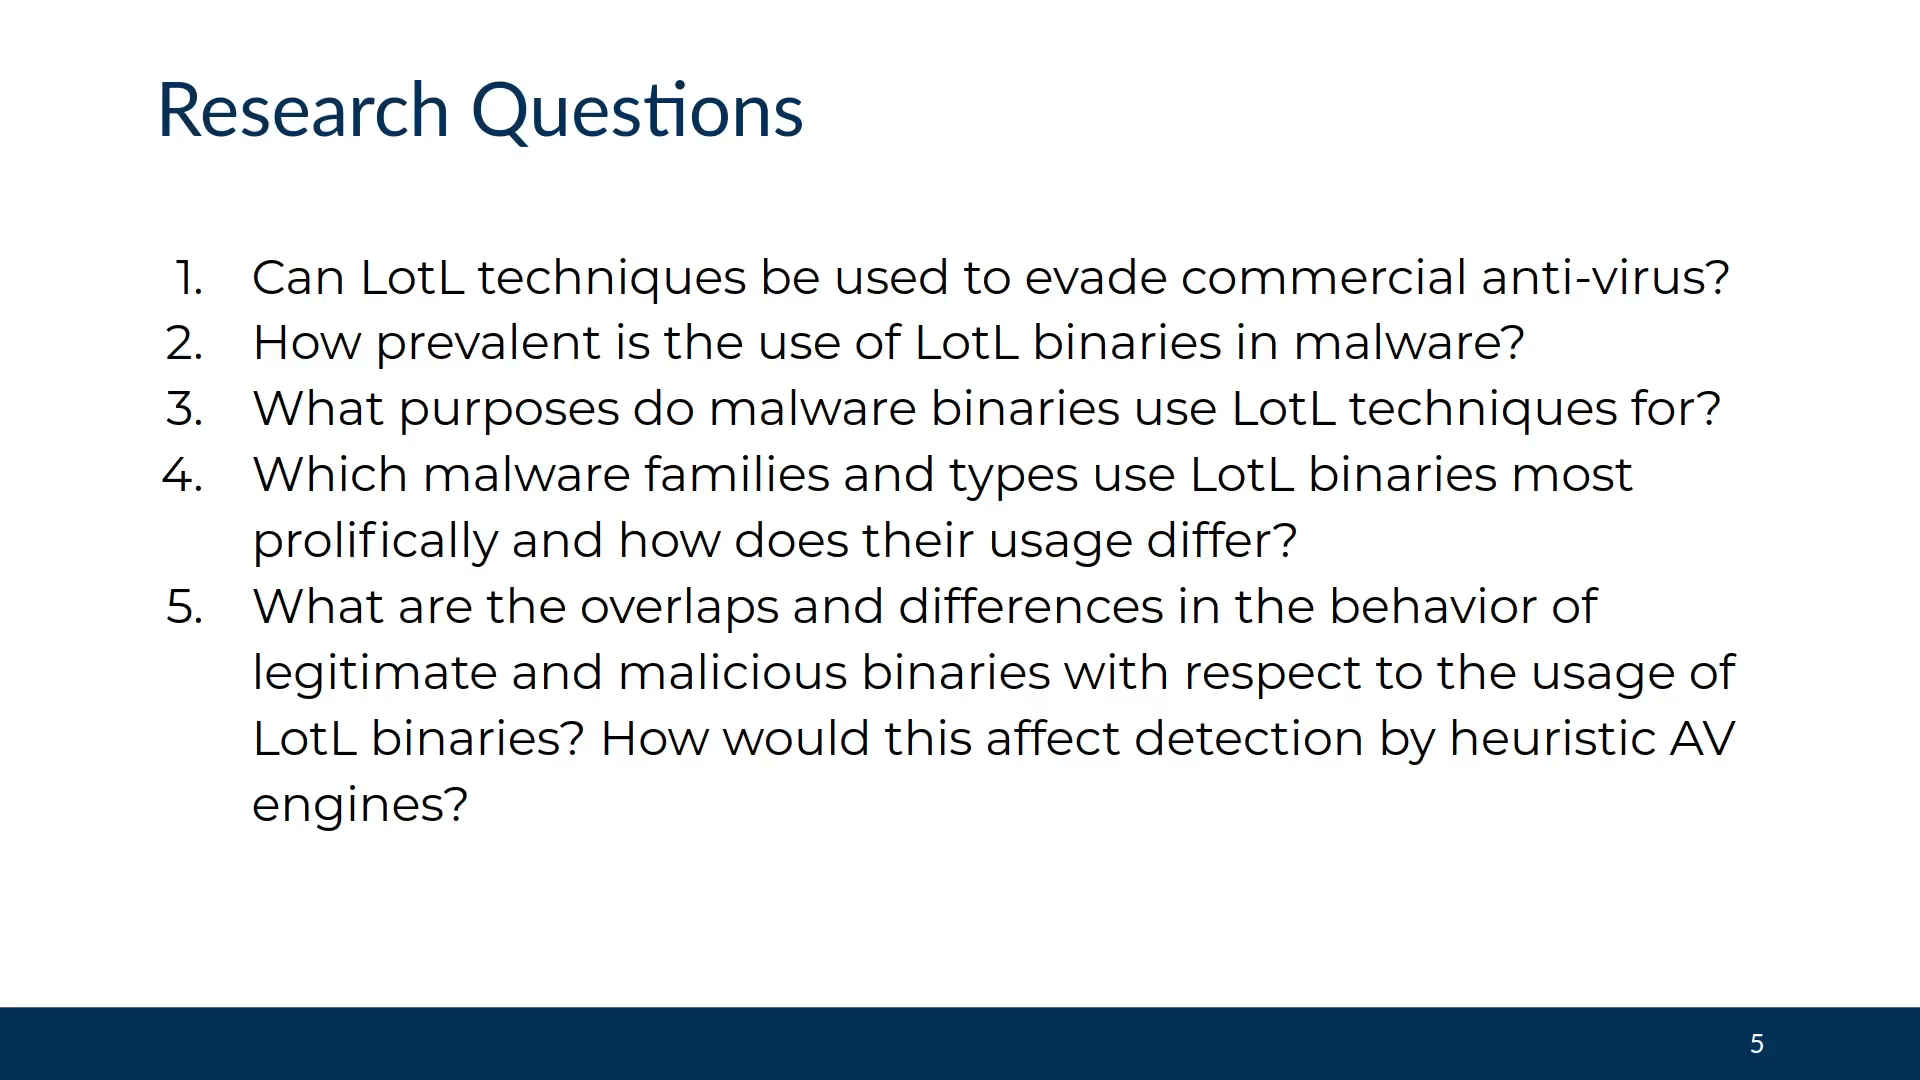 Research Questions
1. Can LotL techniques be used to evade commercial anti-virus?
2. How prevalent is the use of LotL binaries in malware?
3. What purposes do malware binaries use LotL techniques for?
4. Which malware families and types use LotL binaries most
prolifically and how does their usage differ?
5. What are the overlaps and differences in the behavior of
legitimate and malicious binaries with respect to the usage of
LotL binaries? How would this affect detection by heuristic AV
engines?
5